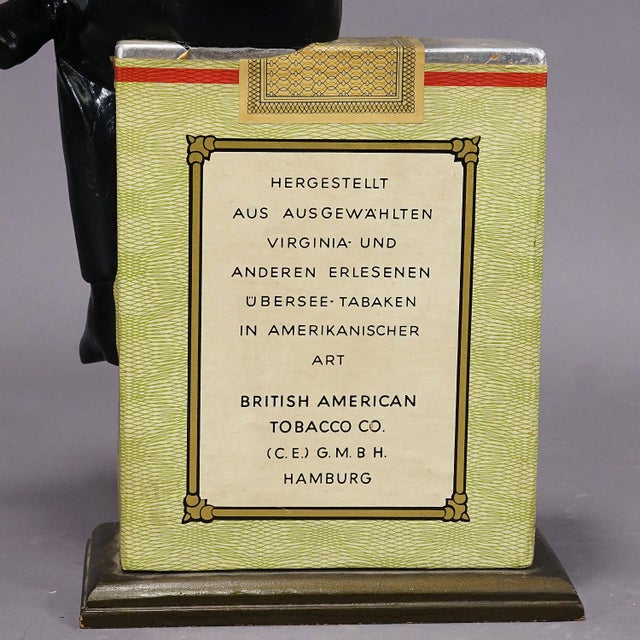 HERGESTELLT
AUS AUSGEWÄHLTEN
VIRGINIA- UND
ANDEREN ERLESENEN
ÜBERSEE-TABAKEN
IN AMERIKANISCHER
ART
BRITISH AMERICAN
TOBACCO CO.
(C.E.) G.M.B H.
HAMBURG